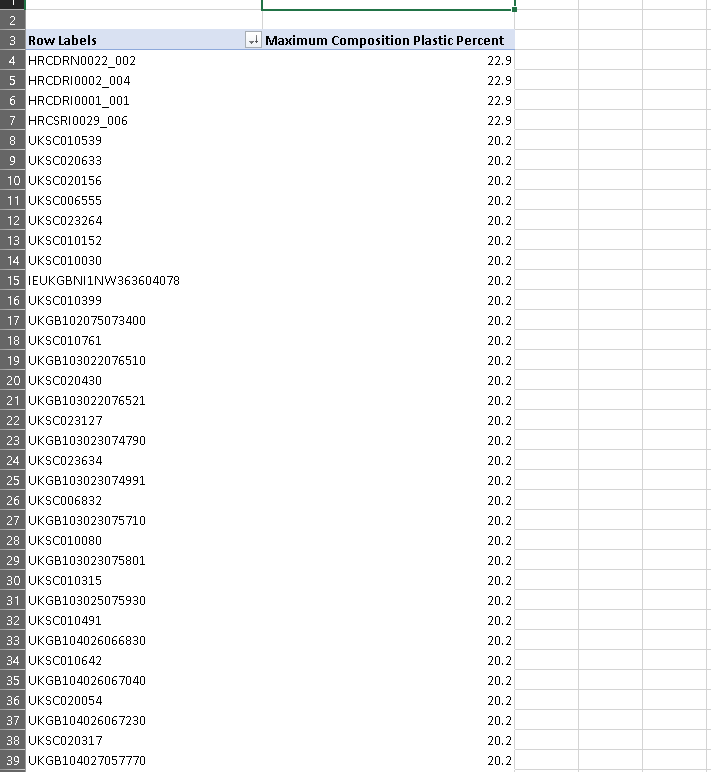 2
3 Row Labels Maximum Composition Plastic Percent
4 HRCDRN0022_002 22.9
5 HRCDRI0002_004 22.9
6 HRCDRI0001_001 22.9
7 HRCSRI0029_006 22.9
8 UKSC010539 20.2
9 UKSC020633 20.2
10 UKSC020156 20.2
11 UKSC006555 20.2
12 UKSC023264 20.2
13 UKSC010152 20.2
14 UKSC010030 20.2
15 IEUKGBNI1NW363604078 20.2
16 UKSC010399 20.2
17 UKGB102075073400 20.2
18 UKSC010761 20.2
19 UKGB103022076510 20.2
20 UKSC020430 20.2
21 UKGB103022076521 20.2
22 UKSC023127 20.2
23 UKGB103023074790 20.2
24 UKSC023634 20.2
25 UKGB103023074991 20.2
26 UKSC006832 20.2
27 UKGB103023075710 20.2
28 UKSC010080 20.2
29 UKGB103023075801 20.2
30 UKSC010315 20.2
31 UKGB103025075930 20.2
32 UKSC010491 20.2
33 UKGB104026066830 20.2
34 UKSC010642 20.2
35 UKGB104026067040 20.2
36 UKSC020054 20.2
37 UKGB104026067230 20.2
38 UKSC020317 20.2
39 UKGB104027057770 20.2